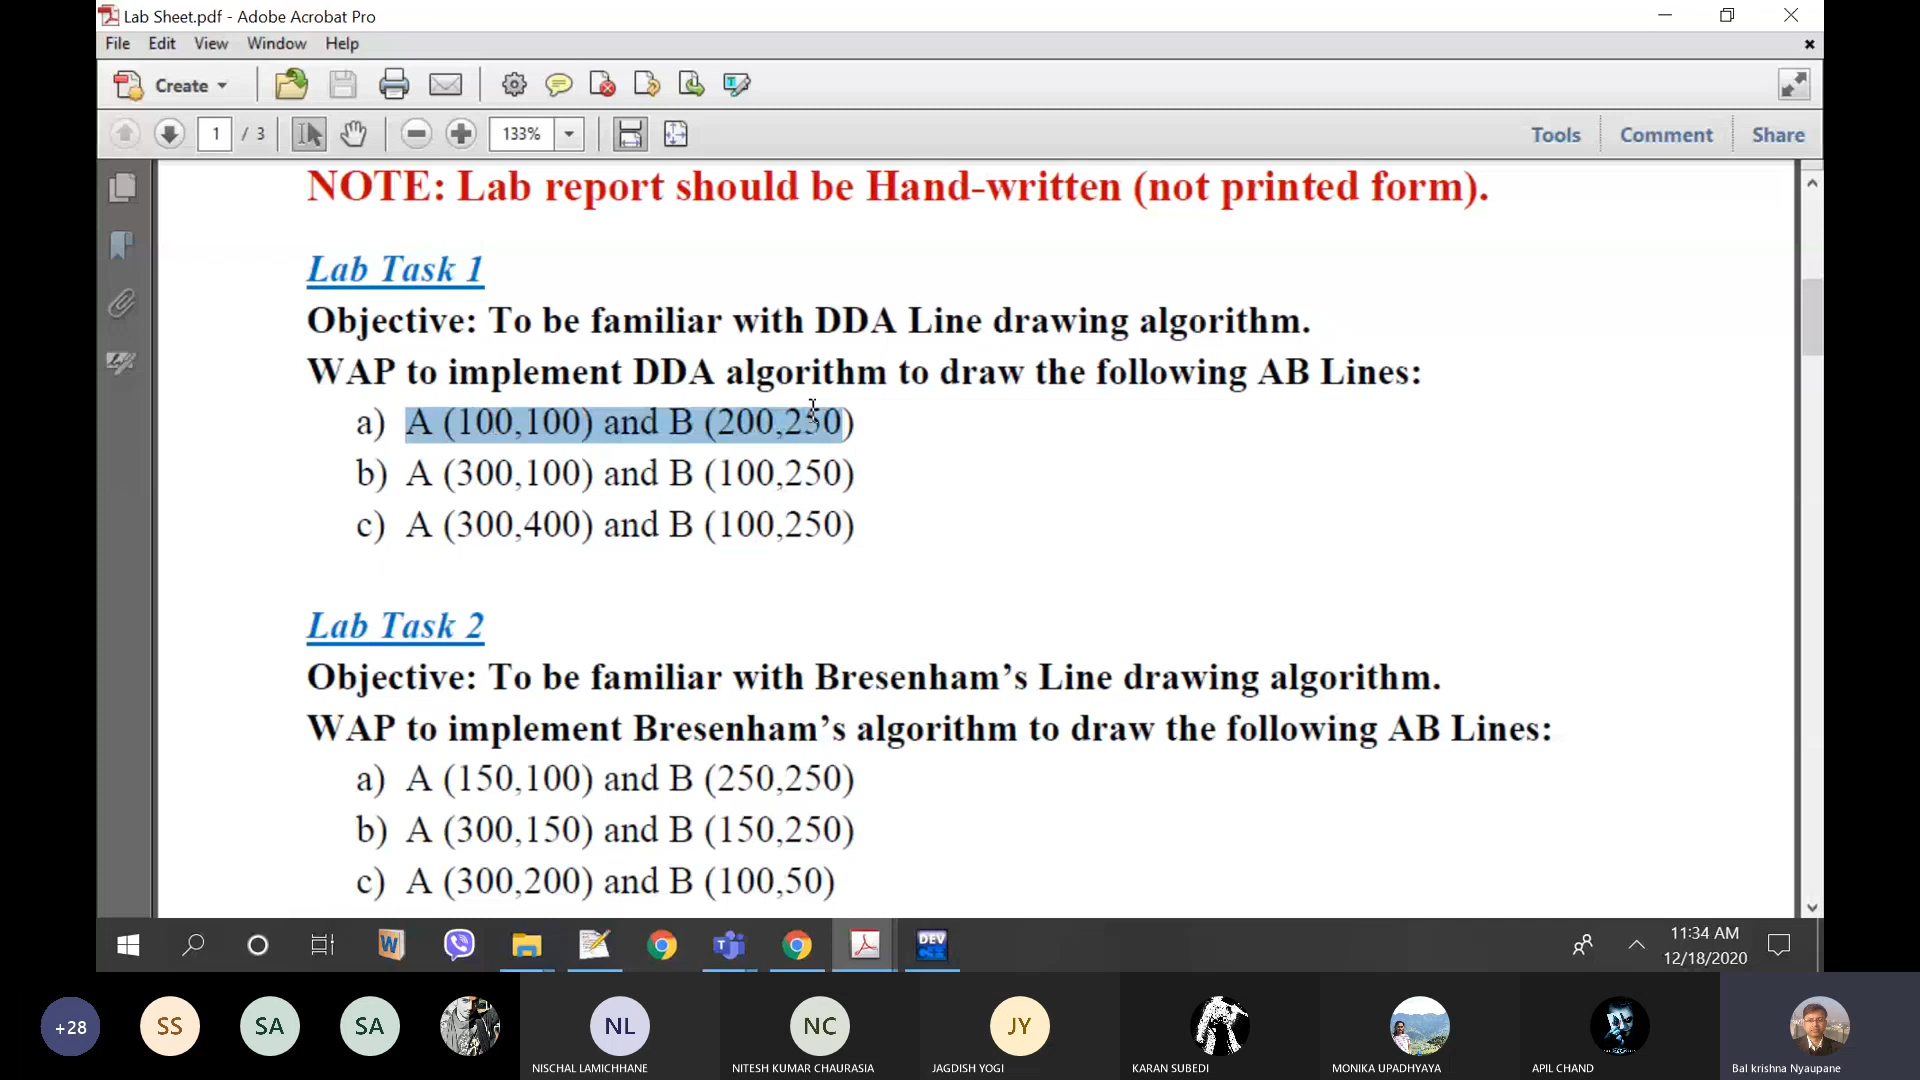 Lab Sheet.pdf - Adobe Acrobat Pro
File Edit View Window Help
Create
1 / 3 133% Tools Comment Share
NOTE: Lab report should be Hand-written (not printed form).
Lab Task 1
Objective: To be familiar with DDA Line drawing algorithm.
WAP to implement DDA algorithm to draw the following AB Lines:
a) A (100,100) and B (200,250)
b) A (300,100) and B (100,250)
c) A (300,400) and B (100,250)
Lab Task 2
Objective: To be familiar with Bresenham’s Line drawing algorithm.
WAP to implement Bresenham’s algorithm to draw the following AB Lines:
a) A (150,100) and B (250,250)
b) A (300,150) and B (150,250)
c) A (300,200) and B (100,50)
W DEV
11:34 AM
12/18/2020
+28 SS SA SA NL NC JY
NISCHAL LAMICHHANE NITESH KUMAR CHAURASIA JAGDISH YOGI KARAN SUBEDI MONIKA UPADHYAYA APIL CHAND Bal krishna Nyaupane